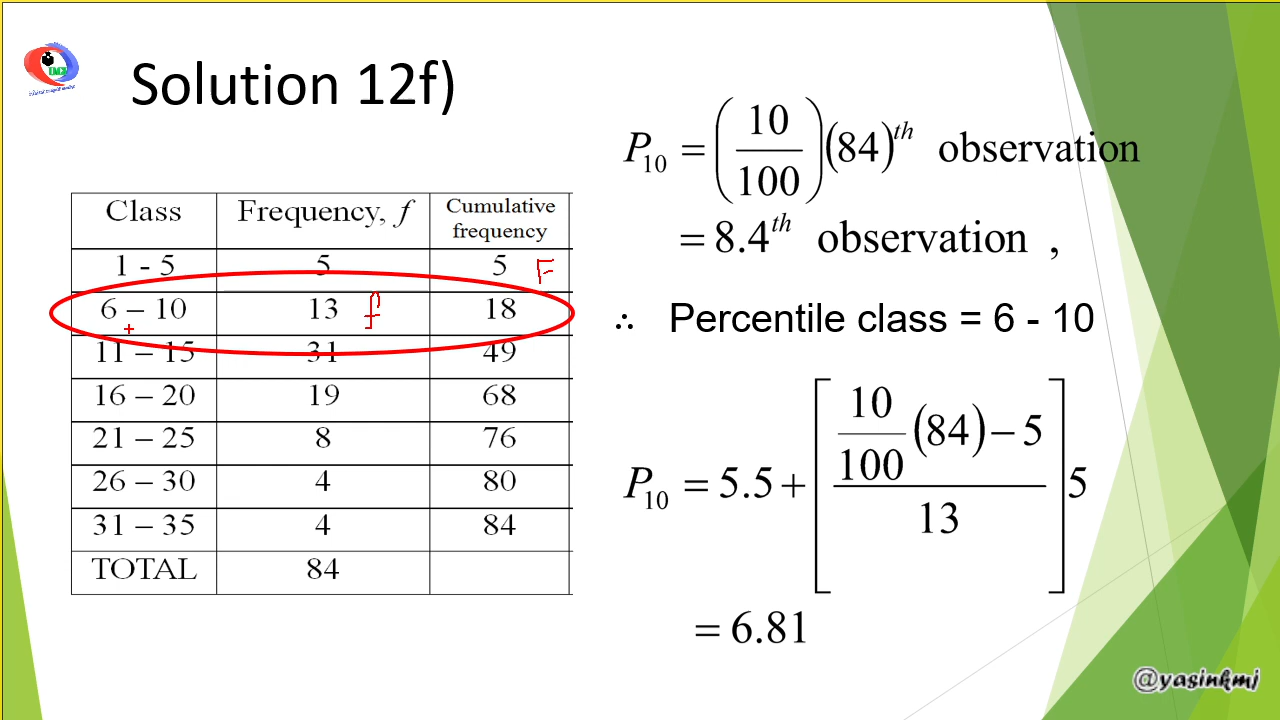 Solution 12f)
Class Frequency, f Cumulative frequency
1 - 5 5 5 F
6 – 10 13 f 18
11 – 15 31 49
16 – 20 19 68
21 – 25 8 76
26 – 30 4 80
31 – 35 4 84
TOTAL 84
P₁₀ = (10/100)(84)^th observation
= 8.4^th observation ,
∴ Percentile class = 6 - 10
P₁₀ = 5.5 + [(10/100 (84) – 5)/13] 5
= 6.81
@yasinkmj